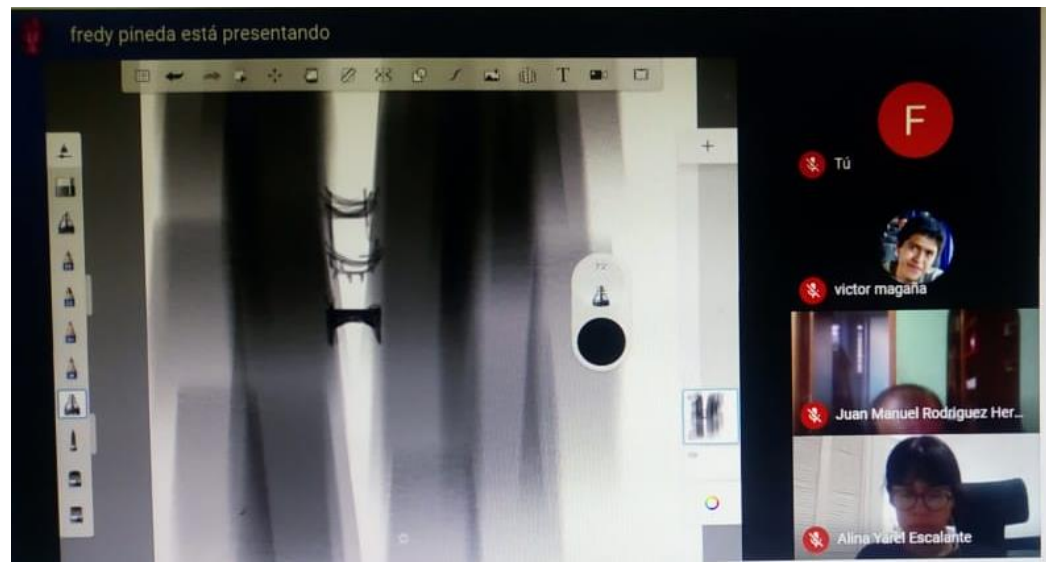 fredy pineda está presentando
T
F
Tú
victor magaña
Juan Manuel Rodriguez Her...
Alina Yarel Escalante